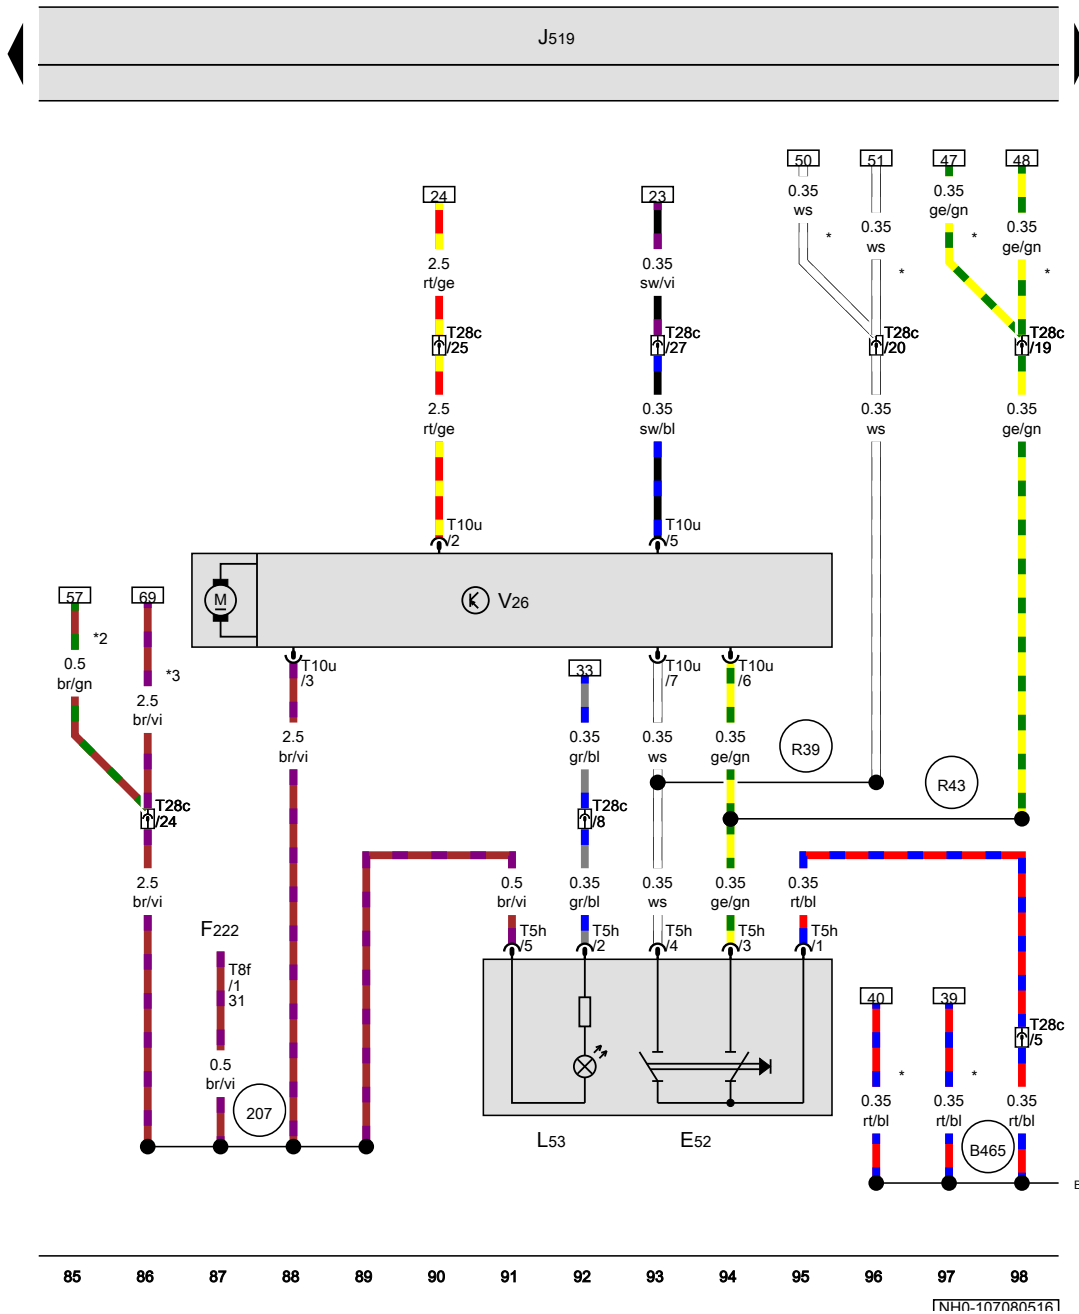 J519
50 51 47 48
0.35 0.35
ws ge/gn
* *
24 23
0.35 0.35
ws ge/gn
* *
2.5 0.35
rt/ge sw/vi
T28c T28c T28c T28c
/25 /27 /20 /19
2.5 0.35 0.35 0.35
rt/ge sw/bl ws ge/gn
T10u T10u
/2 /5
M V26
57 69
*2
0.5 *3
br/gn
2.5
br/vi
T10u 33 T10u T10u
/3 /7 /6
2.5 0.35 0.35 0.35
br/vi gr/bl ws ge/gn
R39
R43
T28c T28c
/24 /8
2.5 0.5 0.35 0.35 0.35 0.35
br/vi br/vi gr/bl ws ge/gn rt/bl
F222
T5h T5h T5h T5h T5h
/5 /2 /4 /3 /1
T8f
/1
31
40 39
T28c
/5
0.5
br/vi
* *
0.35 0.35 0.35
rt/bl rt/bl rt/bl
207
L53 E52
B465
85 86 87 88 89 90 91 92 93 94 95 96 97 98
NH0-107080516